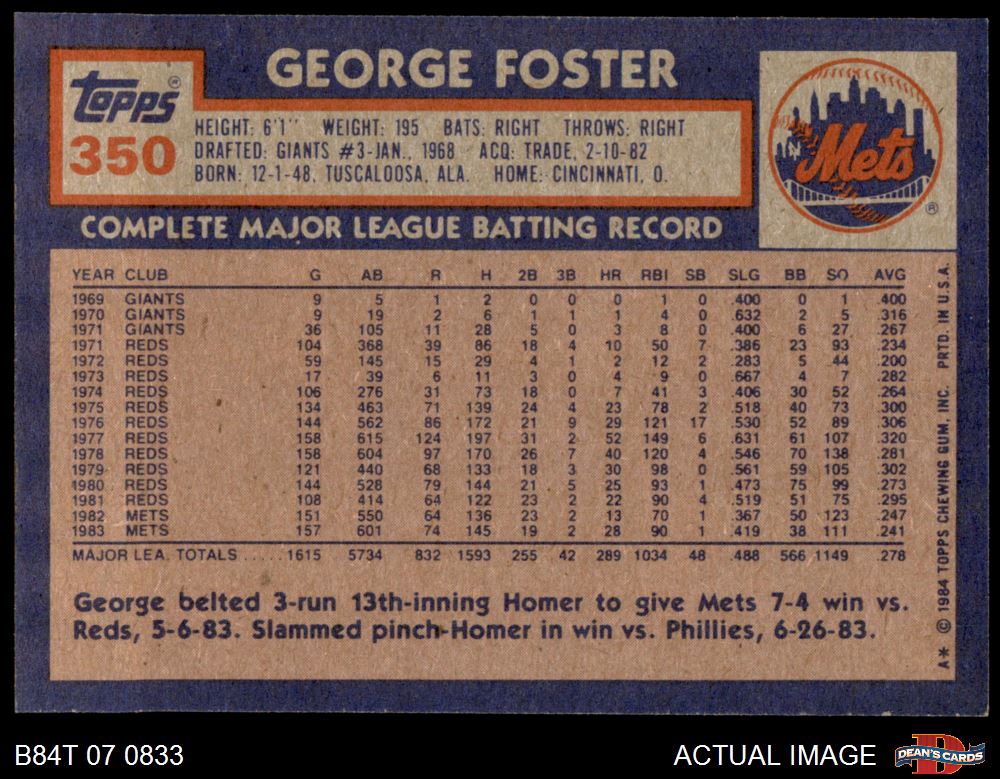 GEORGE FOSTER
Topps®
350
HEIGHT: 6'1" WEIGHT: 195 BATS: RIGHT THROWS: RIGHT
DRAFTED: GIANTS #3-JAN., 1968 ACQ: TRADE, 2-10-82
BORN: 12-1-48, TUSCALOOSA, ALA. HOME: CINCINNATI, O.
NY Mets ®
COMPLETE MAJOR LEAGUE BATTING RECORD
YEAR CLUB G AB R H 2B 3B HR RBI SB SLG BB SO AVG
1969 GIANTS 9 5 1 2 0 0 0 1 0 .400 0 1 .400
1970 GIANTS 9 19 2 6 1 1 1 4 0 .632 2 5 .316
1971 GIANTS 36 105 11 28 5 0 3 8 0 .400 6 27 .267
1971 REDS 104 368 39 86 18 4 10 50 7 .386 23 93 .234
1972 REDS 59 145 15 29 4 1 2 12 2 .283 5 44 .200
1973 REDS 17 39 6 11 3 0 4 9 0 .667 4 7 .282
1974 REDS 106 276 31 73 18 0 7 41 3 .406 30 52 .264
1975 REDS 134 463 71 139 24 4 23 78 2 .518 40 73 .300
1976 REDS 144 562 86 172 21 9 29 121 17 .530 52 89 .306
1977 REDS 158 615 124 197 31 2 52 149 6 .631 61 107 .320
1978 REDS 158 604 97 170 26 7 40 120 4 .546 70 138 .281
1979 REDS 121 440 68 133 18 3 30 98 0 .561 59 105 .302
1980 REDS 144 528 79 144 21 5 25 93 1 .473 75 99 .273
1981 REDS 108 414 64 122 23 2 22 90 4 .519 51 75 .295
1982 METS 151 550 64 136 23 2 13 70 1 .367 50 123 .247
1983 METS 157 601 74 145 19 2 28 90 1 .419 38 111 .241
MAJOR LEA. TOTALS ..... 1615 5734 832 1593 255 42 289 1034 48 .488 566 1149 .278
George belted 3-run 13th-inning Homer to give Mets 7-4 win vs.
Reds, 5-6-83. Slammed pinch-Homer in win vs. Phillies, 6-26-83.
A* © 1984 TOPPS CHEWING GUM, INC. PRTD. IN U.S.A.
B84T 07 0833
ACTUAL IMAGE
DEAN'S CARDS